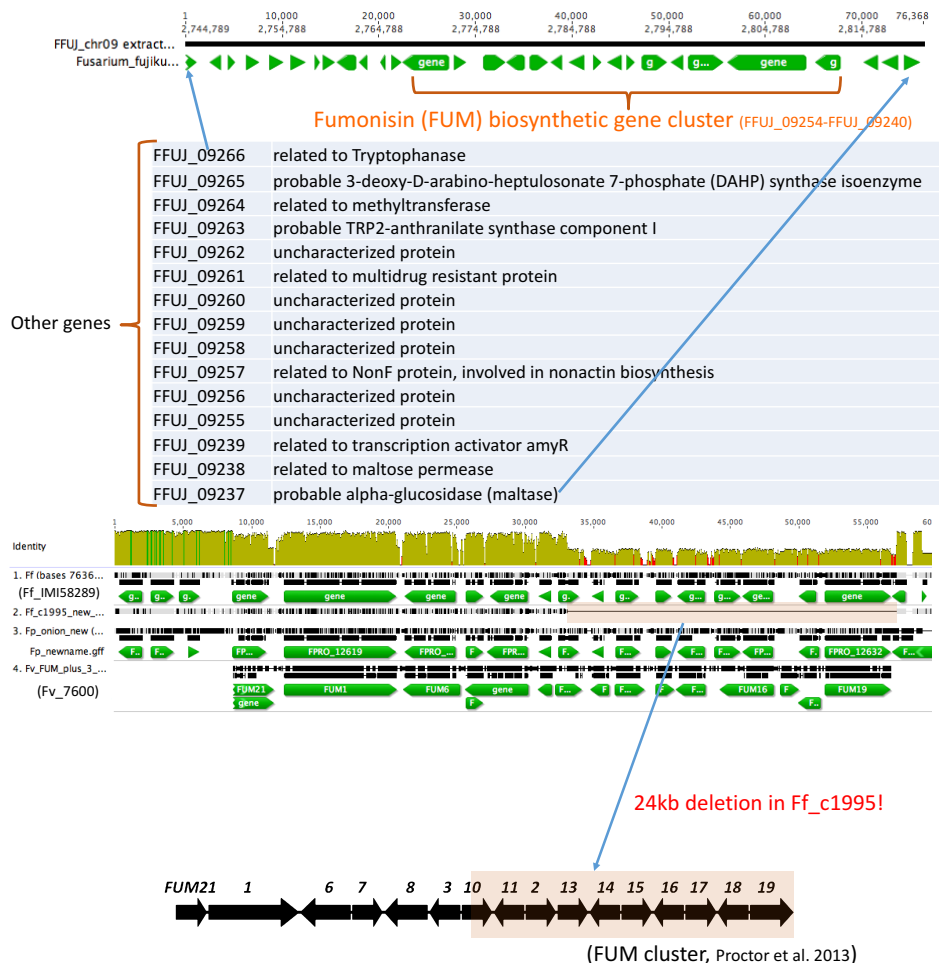 1 10,000 20,000 30,000 40,000 50,000 60,000 70,000 76,368
2,744,789 2,754,788 2,764,788 2,774,788 2,784,788 2,794,788 2,804,788 2,814,788
FFUJ_chr09 extract...
Fusarium_fujiku...
g... gene g g... gene g
Fumonisin (FUM) biosynthetic gene cluster (FFUJ_09254-FFUJ_09240)
Other genes
FFUJ_09266 related to Tryptophanase
FFUJ_09265 probable 3-deoxy-D-arabino-heptulosonate 7-phosphate (DAHP) synthase isoenzyme
FFUJ_09264 related to methyltransferase
FFUJ_09263 probable TRP2-anthranilate synthase component I
FFUJ_09262 uncharacterized protein
FFUJ_09261 related to multidrug resistant protein
FFUJ_09260 uncharacterized protein
FFUJ_09259 uncharacterized protein
FFUJ_09258 uncharacterized protein
FFUJ_09257 related to NonF protein, involved in nonactin biosynthesis
FFUJ_09256 uncharacterized protein
FFUJ_09255 uncharacterized protein
FFUJ_09239 related to transcription activator amyR
FFUJ_09238 related to maltose permease
FFUJ_09237 probable alpha-glucosidase (maltase)
1 5,000 10,000 15,000 20,000 25,000 30,000 35,000 40,000 45,000 50,000 55,000 60
Identity
1. Ff (bases 7636...
(Ff_IMI58289)
g.. g.. g.. gene gene gene g.. gene g.. g... g... g... g... ge... g... gene
2. Ff_c1995_new_...
3. Fp_onion_new (...
Fp_newname.gff
F... F... FP... FPRO_12619 FPRO_... F FPR... F... F... F.. F... F... FP... F... F. FPRO_12632 F...
4. Fv_FUM_plus_3_...
(Fv_7600)
FUM21 FUM1 FUM6 gene F... F F... F F... F... FUM16 F... FUM19
gene F F..
24kb deletion in Ff_c1995!
FUM21 1 6 7 8 3 10 11 2 13 14 15 16 17 18 19
(FUM cluster, Proctor et al. 2013)